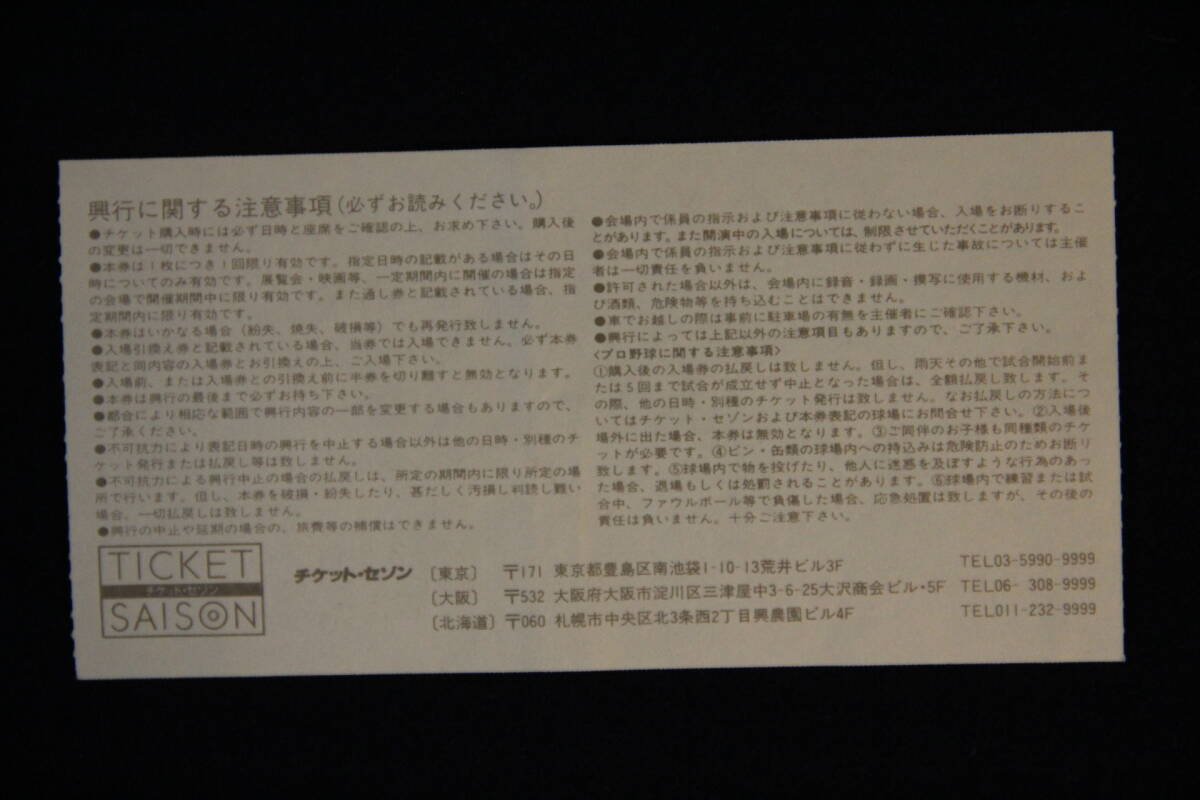 興行に関する注意事項(必ずお読みください。)
●チケット購入時には必ず日時と座席をご確認の上、お求め下さい。購入後
の変更は一切できません。
●本券は1枚につき1回限り有効です。指定日時の記載がある場合はその日
時についてのみ有効です。展覧会・映画等、一定期間内に開催の場合は指定
の会場で開催期間中に限り有効です。また通し券と記載されている場合、指
定期間内に限り有効です。
●本券はいかなる場合(紛失、焼失、破損等)でも再発行致しません。
●入場引換え券と記載されている場合、当券では入場できません。必ず本券
表記と同内容の入場券とお引換えの上、ご入場下さい。
●入場前、または入場券との引換え前に半券を切り離すと無効となります。
●本券は興行の最後まで必ずお持ち下さい。
●都合により相応な範囲で興行内容の一部を変更する場合もありますので、
ご了承ください。
●不可抗力により表記日時の興行を中止する場合以外は他の日時・別種のチ
ケット発行または払戻し等は致しません。
●不可抗力による興行中止の場合の払戻しは、所定の期間内に限り所定の場
所で行います。但し、本券を破損・紛失したり、甚だしく汚損し判読し難い
場合、一切払戻しは致しません。
●興行の中止や延期の場合の、旅費等の補償はできません。
●会場内で係員の指示および注意事項に従わない場合、入場をお断りするこ
とがあります。また開演中の入場については、制限させていただくことがあります。
●会場内で係員の指示および注意事項に従わずに生じた事故については主催
者は一切責任を負いません。
●許可された場合以外は、会場内に録音・録画・撮写に使用する機材、およ
び酒類、危険物等を持ち込むことはできません。
●車でお越しの際は事前に駐車場の有無を主催者にご確認下さい。
●興行によっては上記以外の注意項目もありますので、ご了承下さい。
〈プロ野球に関する注意事項〉
①購入後の入場券の払戻しは致しません。但し、雨天その他で試合開始前ま
たは5回まで試合が成立せず中止となった場合は、全額払戻し致します。そ
の際、他の日時・別種のチケット発行は致しません。なお払戻しの方法につ
いてはチケット・セゾンおよび本券表記の球場にお問合せ下さい。②入場後
場外に出た場合、本券は無効となります。③ご同伴のお子様も同種類のチケ
ットが必要です。④ビン・缶類の球場内への持込みは危険防止のためお断り
致します。⑤球場内で物を投げたり、他人に迷惑を及ぼすような行為のあっ
た場合、退場もしくは処罰されることがあります。⑥球場内で練習または試
合中、ファウルボール等で負傷した場合、応急処置は致しますが、その後の
責任は負いません。十分ご注意下さい。
TICKET
チケット・セゾン
SAISON
チケット・セゾン 〔東京〕 〒171 東京都豊島区南池袋1-10-13荒井ビル3F TEL03-5990-9999
〔大阪〕 〒532 大阪府大阪市淀川区三津屋中3-6-25大沢商会ビル・5F TEL06- 308-9999
〔北海道〕 〒060 札幌市中央区北3条西2丁目興農園ビル4F TEL011-232-9999